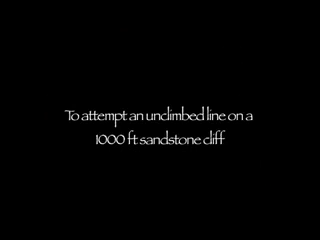 To attempt an unclimbed line on a
1000 ft sandstone cliff